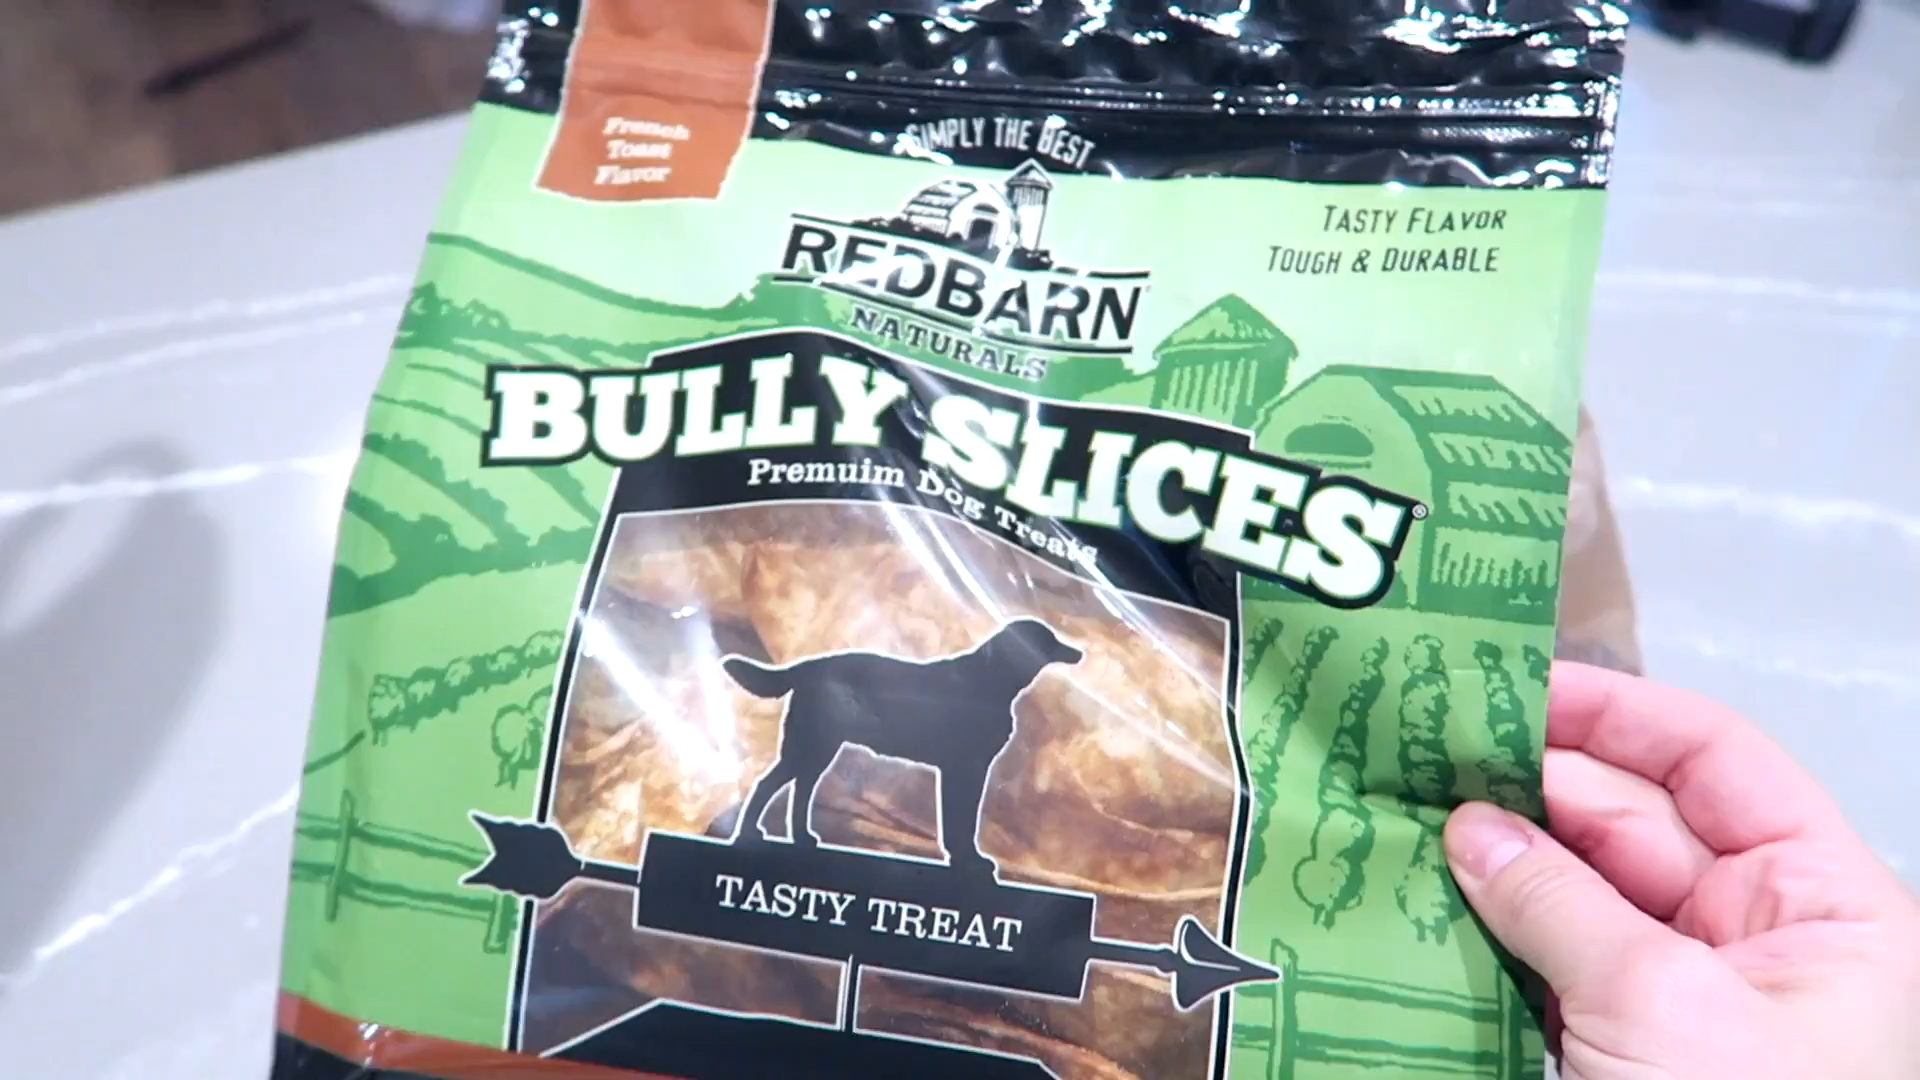 French
Toast
Flavor
SIMPLY THE BEST
REDBARN
NATURALS
TASTY FLAVOR
TOUGH & DURABLE
BULLY SLICES®
Premuim Dog Treats
TASTY TREAT